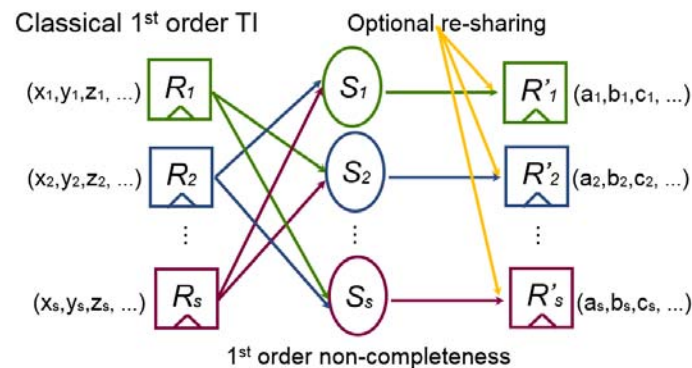 Classical 1st order TI
Optional re-sharing
(x1,y1,z1, ...) R1 S1 R'1 (a1,b1,c1, ...)
(x2,y2,z2, ...) R2 S2 R'2 (a2,b2,c2, ...)
⋮ ⋮ ⋮
(xs,ys,zs, ...) Rs Ss R's (as,bs,cs, ...)
1st order non-completeness